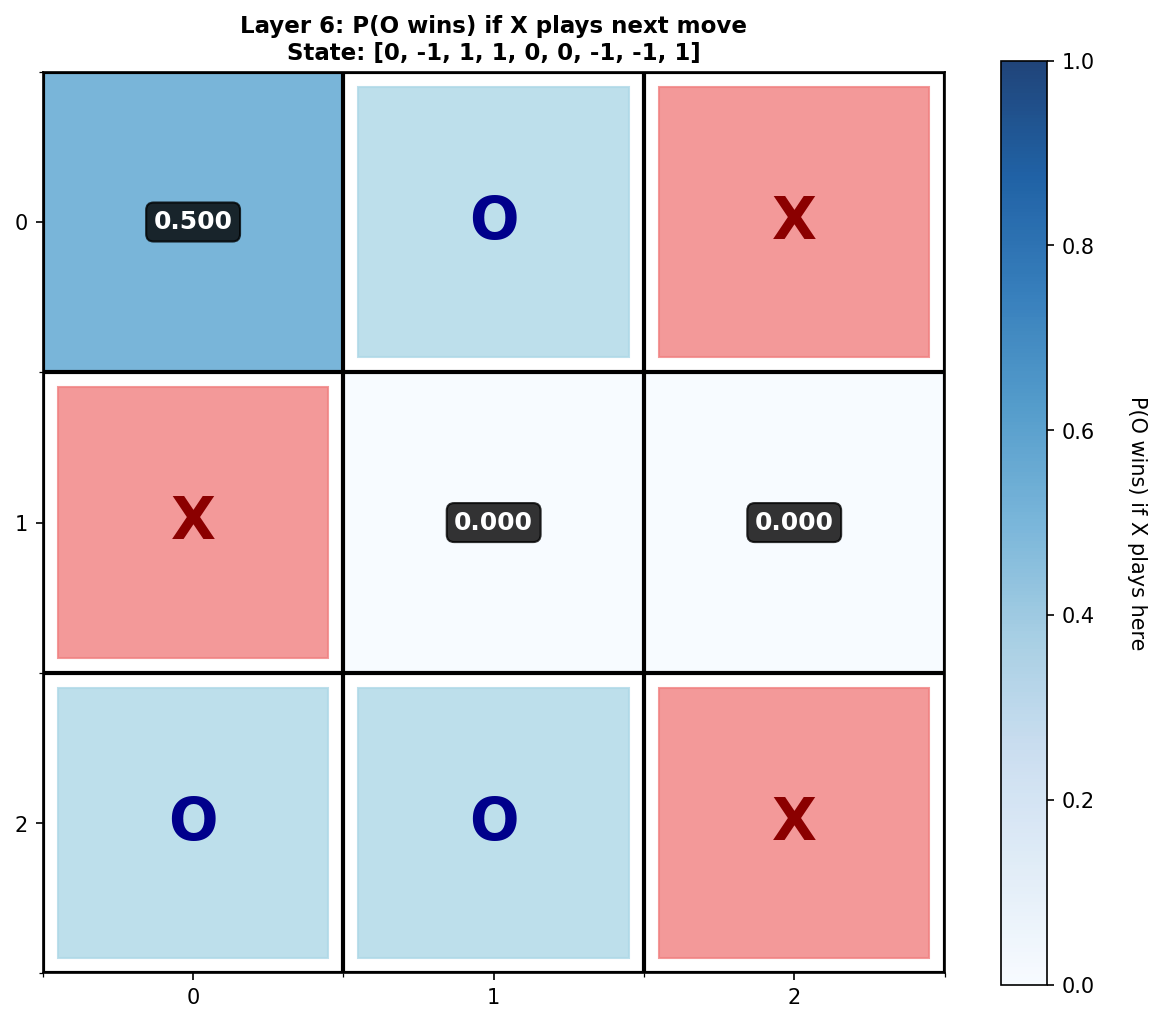 Layer 6: P(O wins) if X plays next move
State: [0, -1, 1, 1, 0, 0, -1, -1, 1]
0
0.500
O
X
1
X
0.000
0.000
2
O
O
X
0
1
2
1.0
0.8
0.6
0.4
0.2
0.0
P(O wins) if X plays here